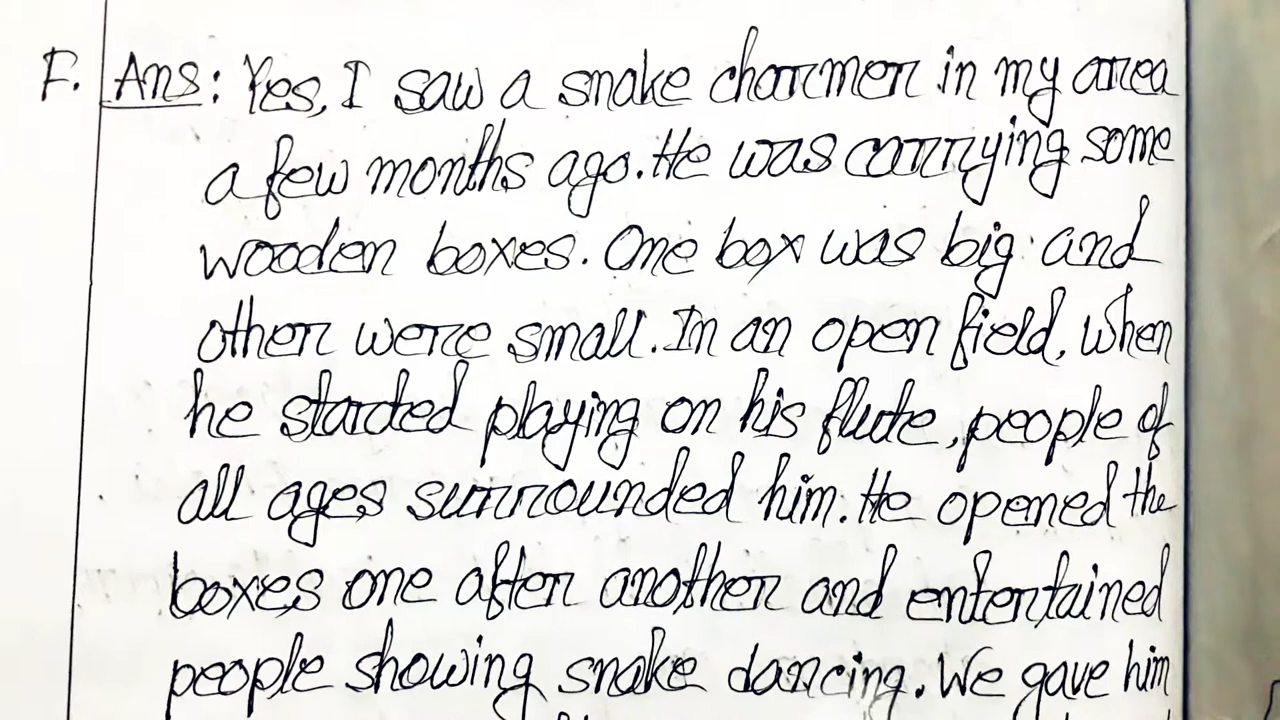 F. Ans: Yes, I saw a snake charmer in my area
a few months ago. He was carrying some
wooden boxes. One box was big and
other were small. In an open field, when
he started playing on his flute, people of
all ages surrounded him. He opened the
boxes one after another and entertained
people showing snake dancing. We gave him